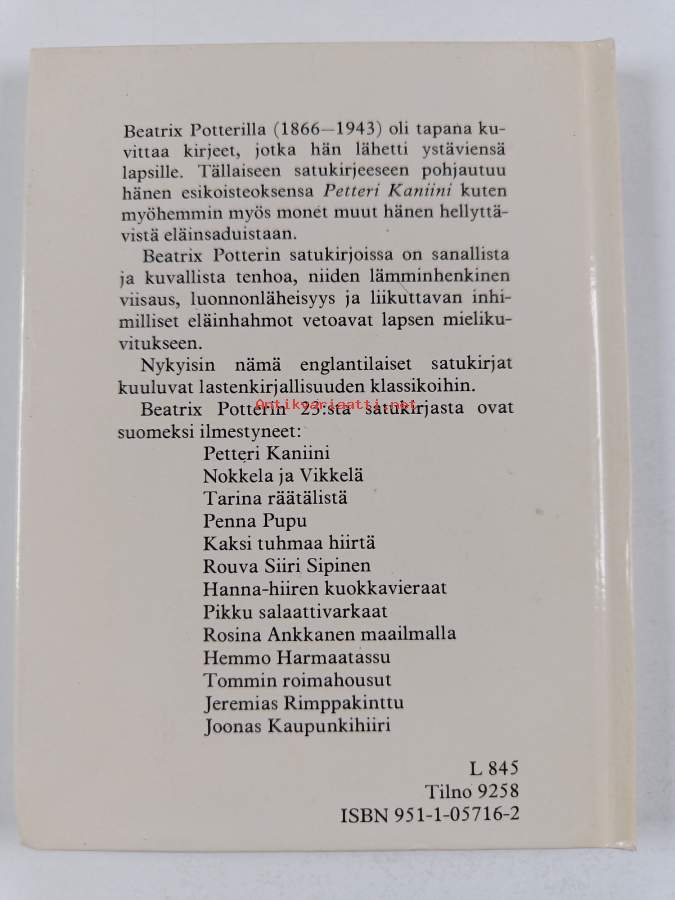 Beatrix Potterilla (1866—1943) oli tapana ku-
vittaa kirjeet, jotka hän lähetti ystäviensä
lapsille. Tällaiseen satukirjeeseen pohjautuu
hänen esikoisteoksensa Petteri Kaniini kuten
myöhemmin myös monet muut hänen hellyttä-
vistä eläinsaduistaan.
Beatrix Potterin satukirjoissa on sanallista
ja kuvallista tenhoa, niiden lämminhenkinen
viisaus, luonnonläheisyys ja liikuttavan inhi-
milliset eläinhahmot vetoavat lapsen mieliku-
vitukseen.
Nykyisin nämä englantilaiset satukirjat
kuuluvat lastenkirjallisuuden klassikoihin.
Antikvariaatti.net
Beatrix Potterin 23:sta satukirjasta ovat
suomeksi ilmestyneet:
Petteri Kaniini
Nokkela ja Vikkelä
Tarina räätälistä
Penna Pupu
Kaksi tuhmaa hiirtä
Rouva Siiri Sipinen
Hanna-hiiren kuokkavieraat
Pikku salaattivarkaat
Rosina Ankkanen maailmalla
Hemmo Harmaatassu
Tommin roimahousut
Jeremias Rimppakinttu
Joonas Kaupunkihiiri
L 845
Tilno 9258
ISBN 951-1-05716-2